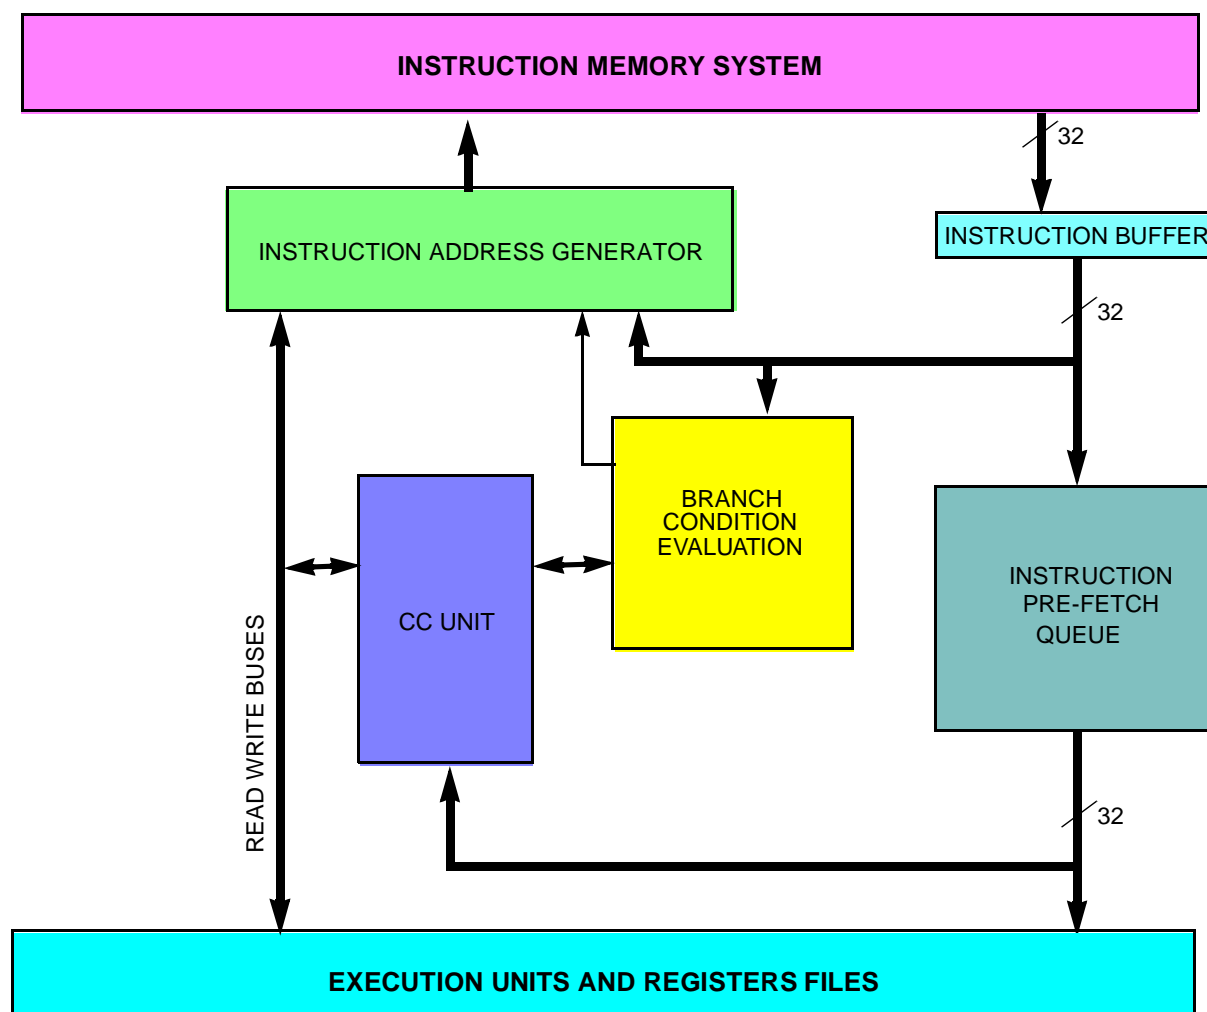 INSTRUCTION MEMORY SYSTEM
32
INSTRUCTION ADDRESS GENERATOR
INSTRUCTION BUFFER
32
BRANCH
CONDITION
EVALUATION
INSTRUCTION
PRE-FETCH
QUEUE
CC UNIT
READ WRITE BUSES
32
EXECUTION UNITS AND REGISTERS FILES